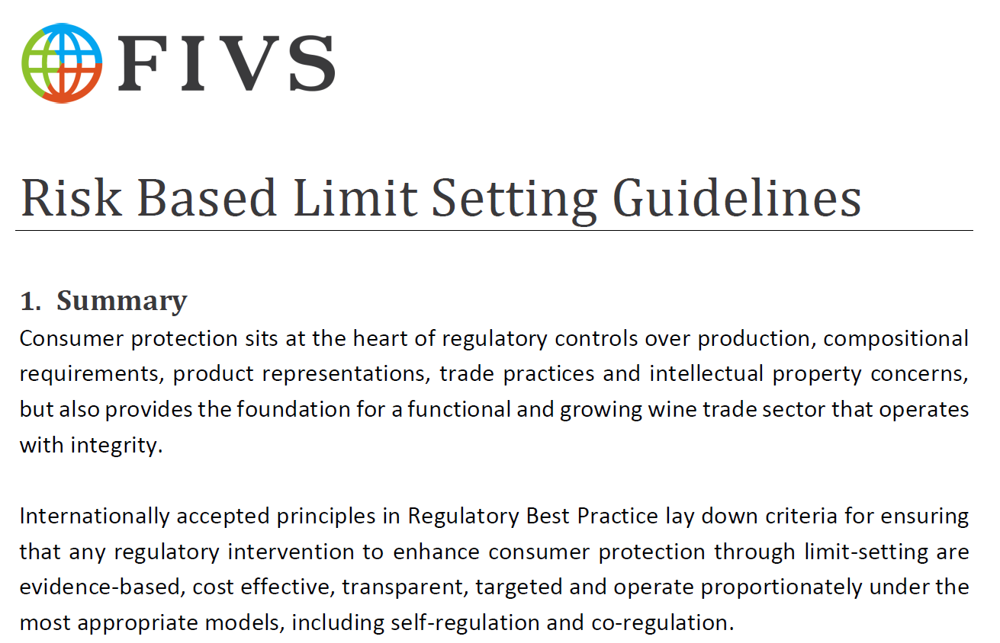 FIVS
Risk Based Limit Setting Guidelines
1. Summary
Consumer protection sits at the heart of regulatory controls over production, compositional
requirements, product representations, trade practices and intellectual property concerns,
but also provides the foundation for a functional and growing wine trade sector that operates
with integrity.
Internationally accepted principles in Regulatory Best Practice lay down criteria for ensuring
that any regulatory intervention to enhance consumer protection through limit-setting are
evidence-based, cost effective, transparent, targeted and operate proportionately under the
most appropriate models, including self-regulation and co-regulation.